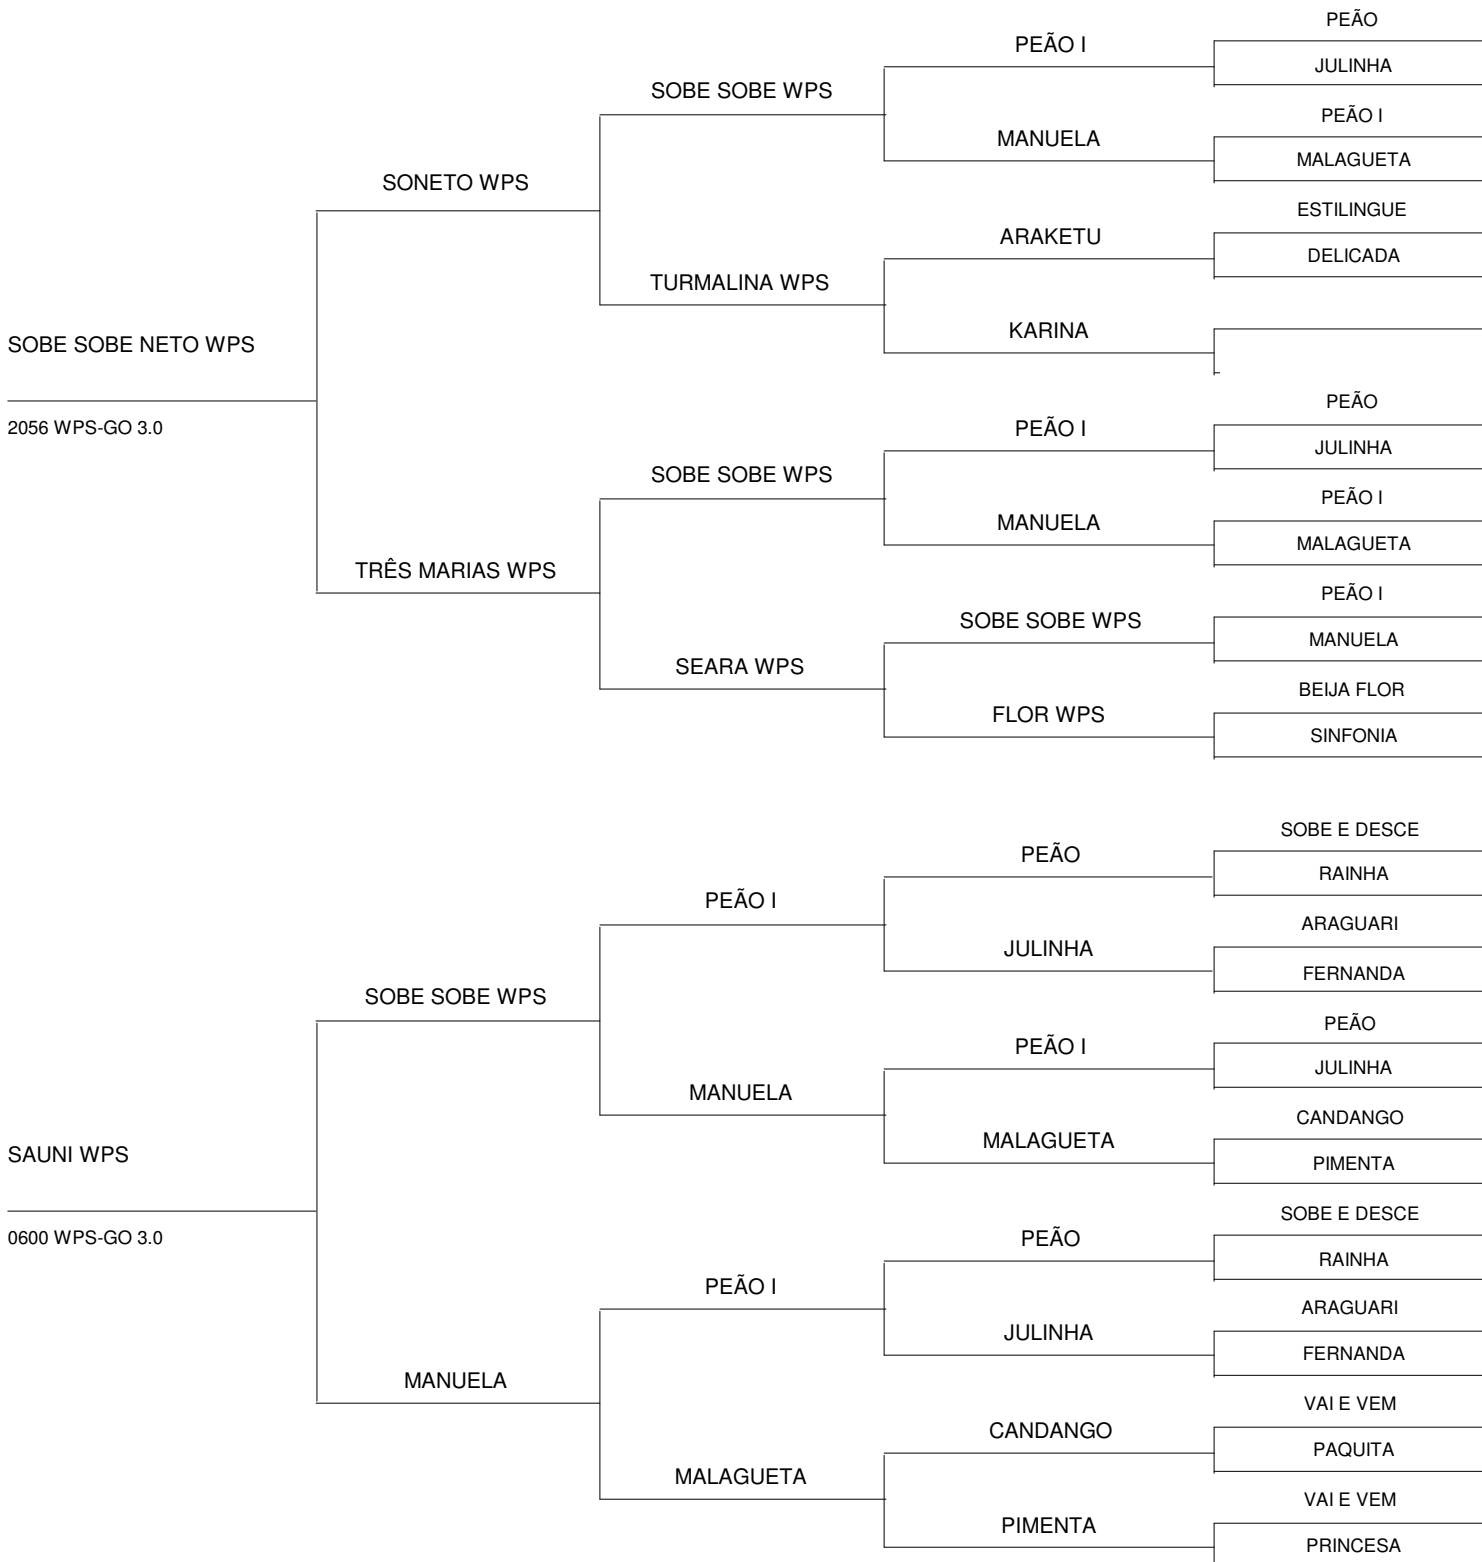 PEÃO
PEÃO I
JULINHA
SOBE SOBE WPS
PEÃO I
MANUELA
MALAGUETA
SONETO WPS
ESTILINGUE
ARAKETU
DELICADA
TURMALINA WPS
KARINA
SOBE SOBE NETO WPS
PEÃO
2056 WPS-GO 3.0
PEÃO I
JULINHA
SOBE SOBE WPS
PEÃO I
MANUELA
MALAGUETA
TRÊS MARIAS WPS
PEÃO I
SOBE SOBE WPS
MANUELA
SEARA WPS
BEIJA FLOR
FLOR WPS
SINFONIA
SOBE E DESCE
PEÃO
RAINHA
PEÃO I
ARAGUARI
JULINHA
FERNANDA
SOBE SOBE WPS
PEÃO
PEÃO I
JULINHA
MANUELA
CANDANGO
MALAGUETA
PIMENTA
SAUNI WPS
SOBE E DESCE
0600 WPS-GO 3.0
PEÃO
RAINHA
PEÃO I
ARAGUARI
JULINHA
FERNANDA
MANUELA
VAI E VEM
CANDANGO
PAQUITA
MALAGUETA
VAI E VEM
PIMENTA
PRINCESA